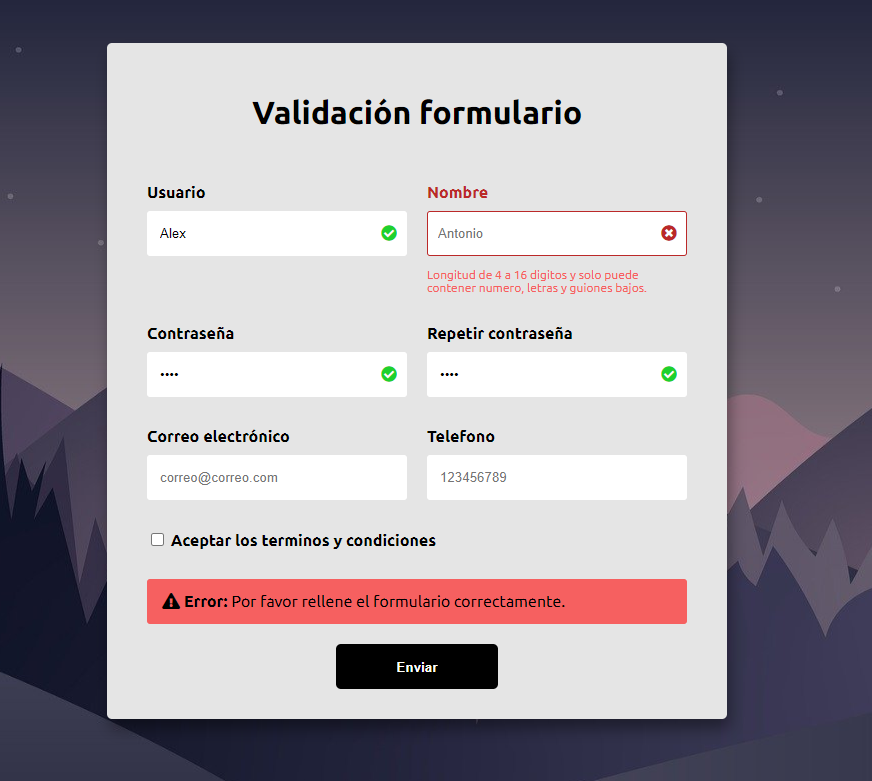 Validación formulario
Usuario
Nombre
Alex
Antonio
Longitud de 4 a 16 digitos y solo puede
contener numero, letras y guiones bajos.
Contraseña
Repetir contraseña
••••
••••
Correo electrónico
Telefono
correo@correo.com
123456789
Aceptar los terminos y condiciones
Error: Por favor rellene el formulario correctamente.
Enviar